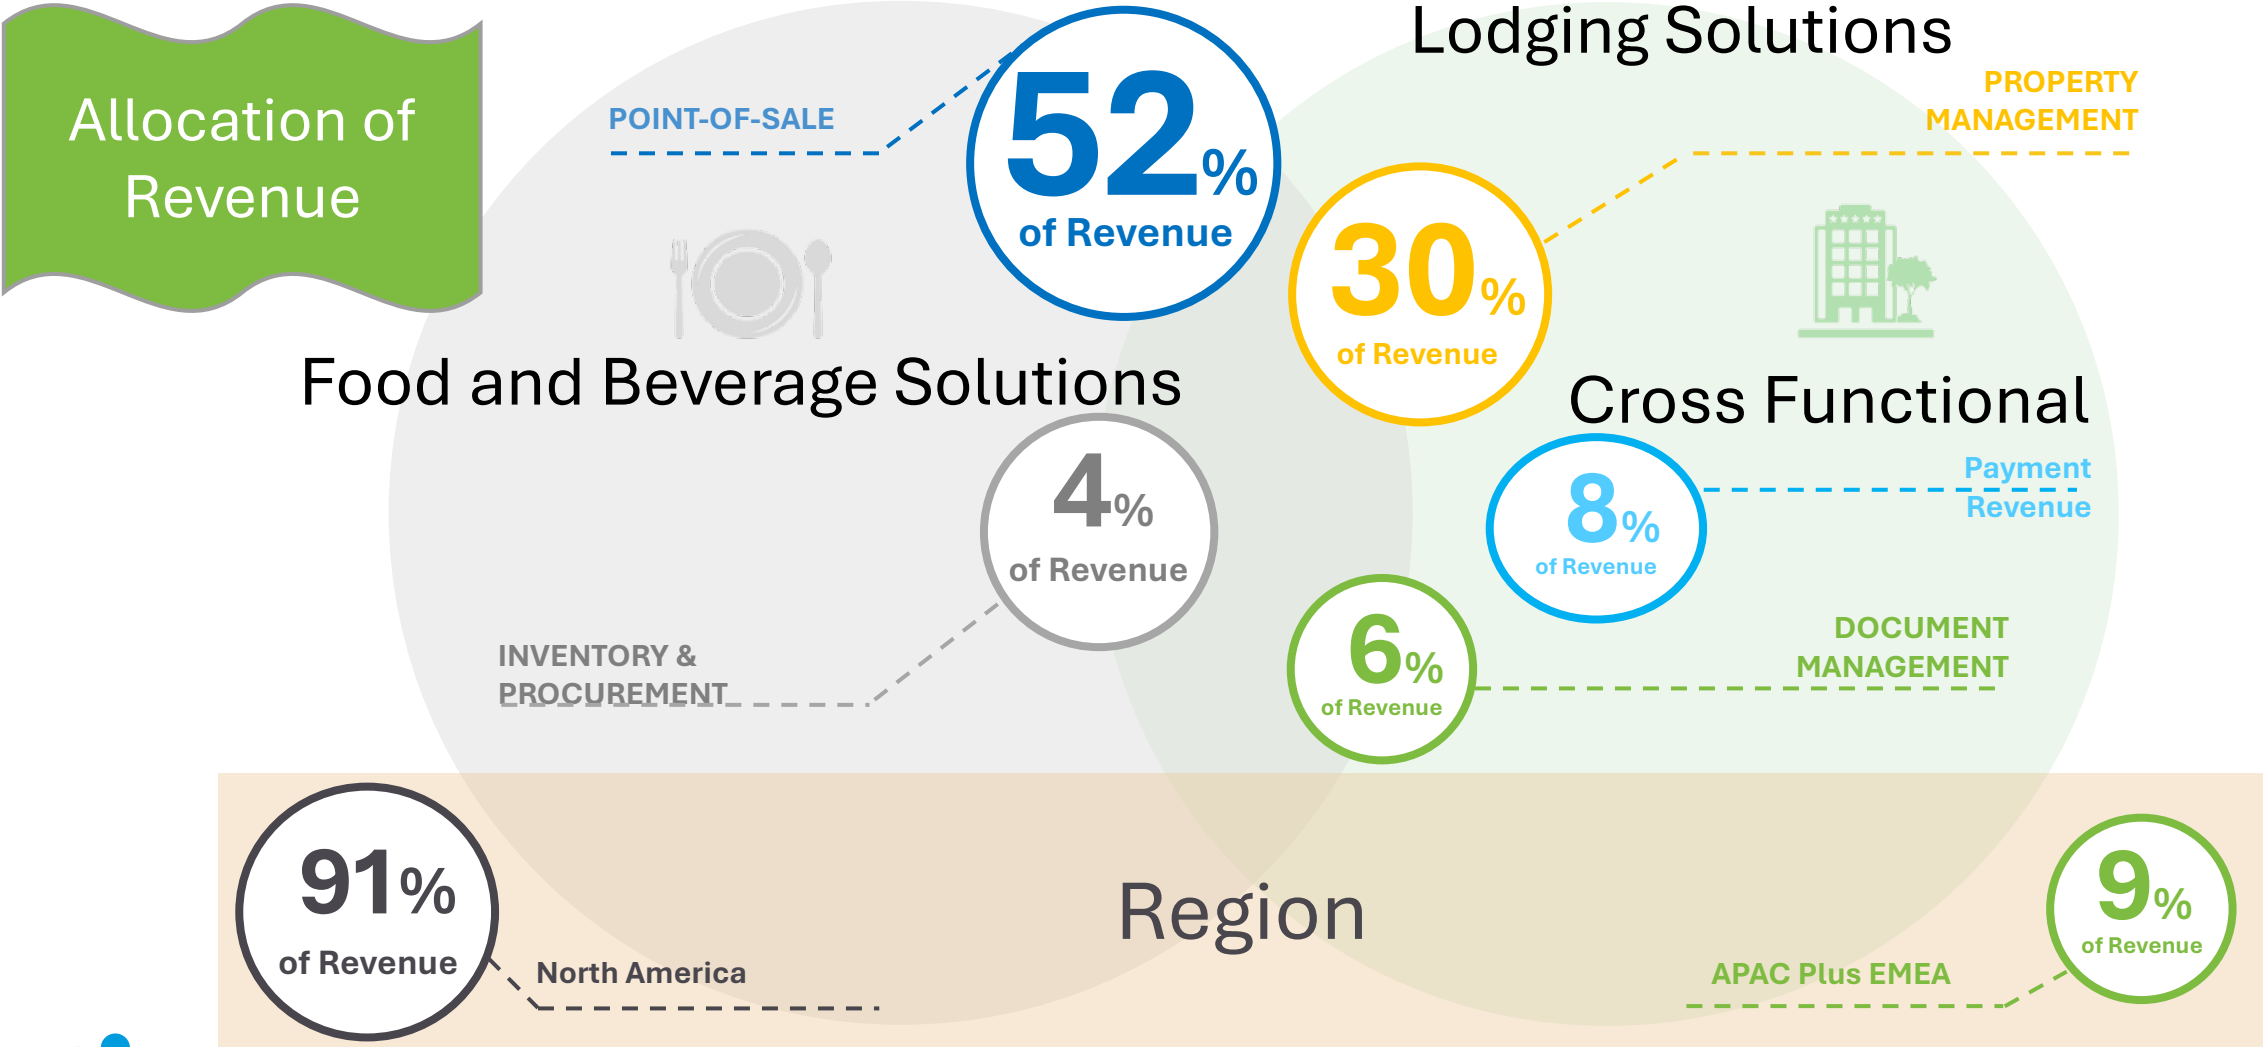 Allocation of
Revenue
POINT-OF-SALE
52%
of Revenue
Food and Beverage Solutions
4%
of Revenue
INVENTORY &
PROCUREMENT
Lodging Solutions
PROPERTY
MANAGEMENT
30%
of Revenue
Cross Functional
8%
of Revenue
Payment
Revenue
6%
of Revenue
DOCUMENT
MANAGEMENT
Region
91%
of Revenue
North America
APAC Plus EMEA
9%
of Revenue